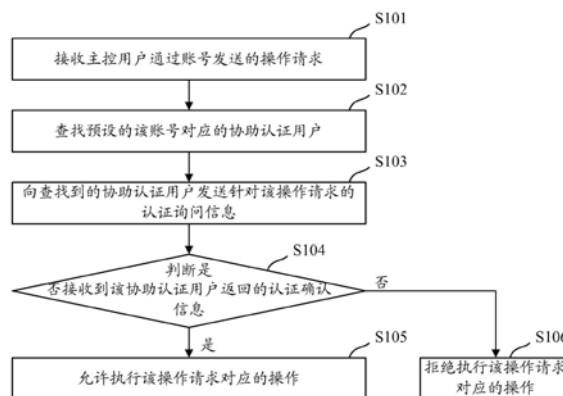 S101
接收主控用户通过账号发送的操作请求
S102
查找预设的该账号对应的协助认证用户
S103
向查找到的协助认证用户发送针对该操作请求的
认证询问信息
S104
判断是
否接收到该协助认证用户返回的认证确认
信息
否
是
S105
允许执行该操作请求对应的操作
S106
拒绝执行该操作请求
对应的操作